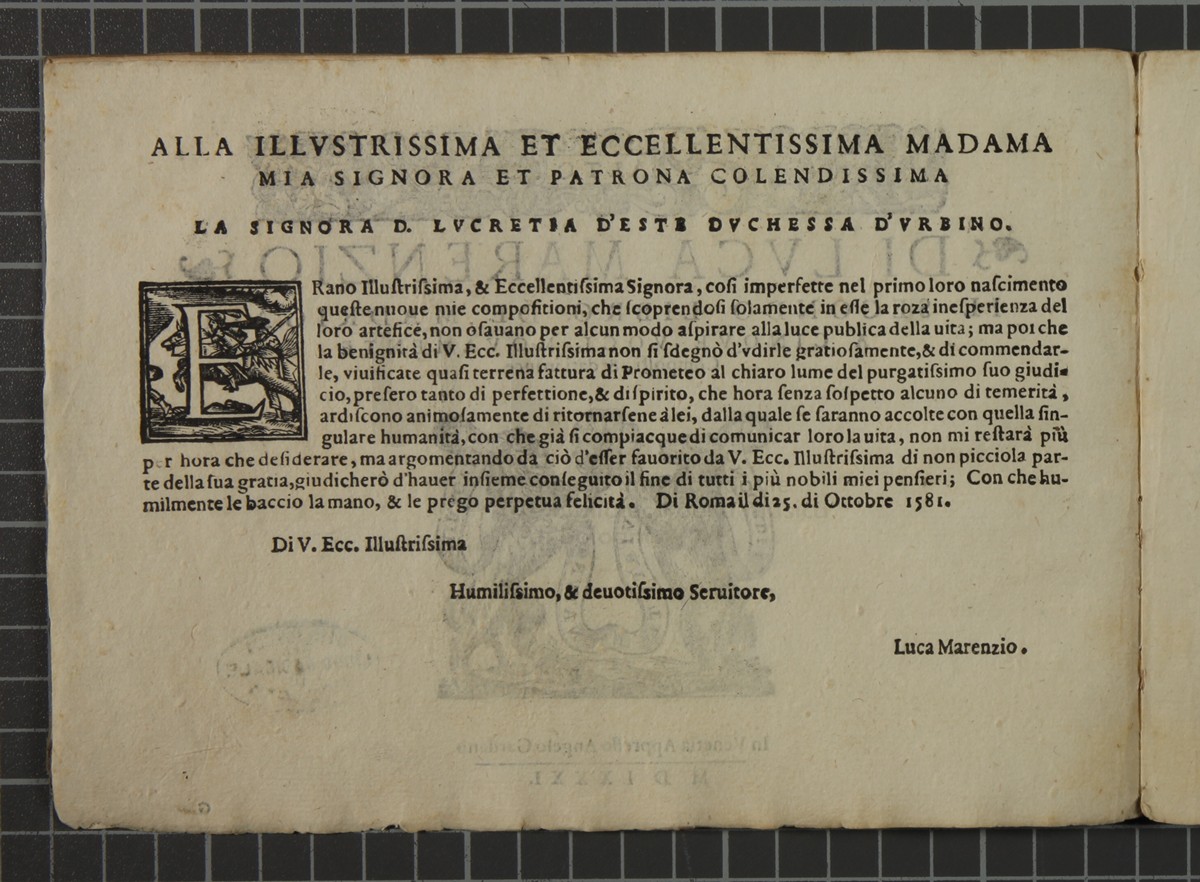 ALLA ILLVSTRISSIMA ET ECCELLENTISSIMA MADAMA
MIA SIGNORA ET PATRONA COLENDISSIMA
LA SIGNORA D. LVCRETIA D'ESTE DVCHESSA D'VRBINO.
ERano Illuſtriſsima, & Eccellentiſsima Signora, coſi imperfette nel primo loro naſcimento
queſte nuoue mie compoſitioni, che ſcoprendoſi ſolamente in eſſe la roza ineſperienza del
loro artefice, non oſauano per alcun modo aſpirare alla luce publica della uita; ma poi che
la benignità di V. Ecc. Illuſtriſsima non ſi ſdegnò d'vdirle gratioſamente, & di commendar-
le, viuificate quaſi terrena fattura di Prometeo al chiaro lume del purgatiſsimo ſuo giudi-
cio, preſero tanto di perfettione, & di ſpirito, che hora ſenza ſoſpetto alcuno di temerità,
ardiſcono animoſamente di ritornarſene à lei, dalla quale ſe ſaranno accolte con quella ſin-
gulare humanità, con che già ſi compiacque di comunicar loro la uita, non mi reſtarà più
per hora che deſiderare, ma argomentando da ciò d'eſſer fauorito da V. Ecc. Illuſtriſsima di non picciola par-
te della ſua gratia, giudicherò d'hauer inſieme conſeguito il fine di tutti i più nobili miei penſieri; Con che hu-
milmente le baccio la mano, & le prego perpetua felicità. Di Roma il di 25. di Ottobre 1581.
Di V. Ecc. Illuſtriſsima
Humiliſsimo, & deuotiſsimo Seruitore,
Luca Marenzio.